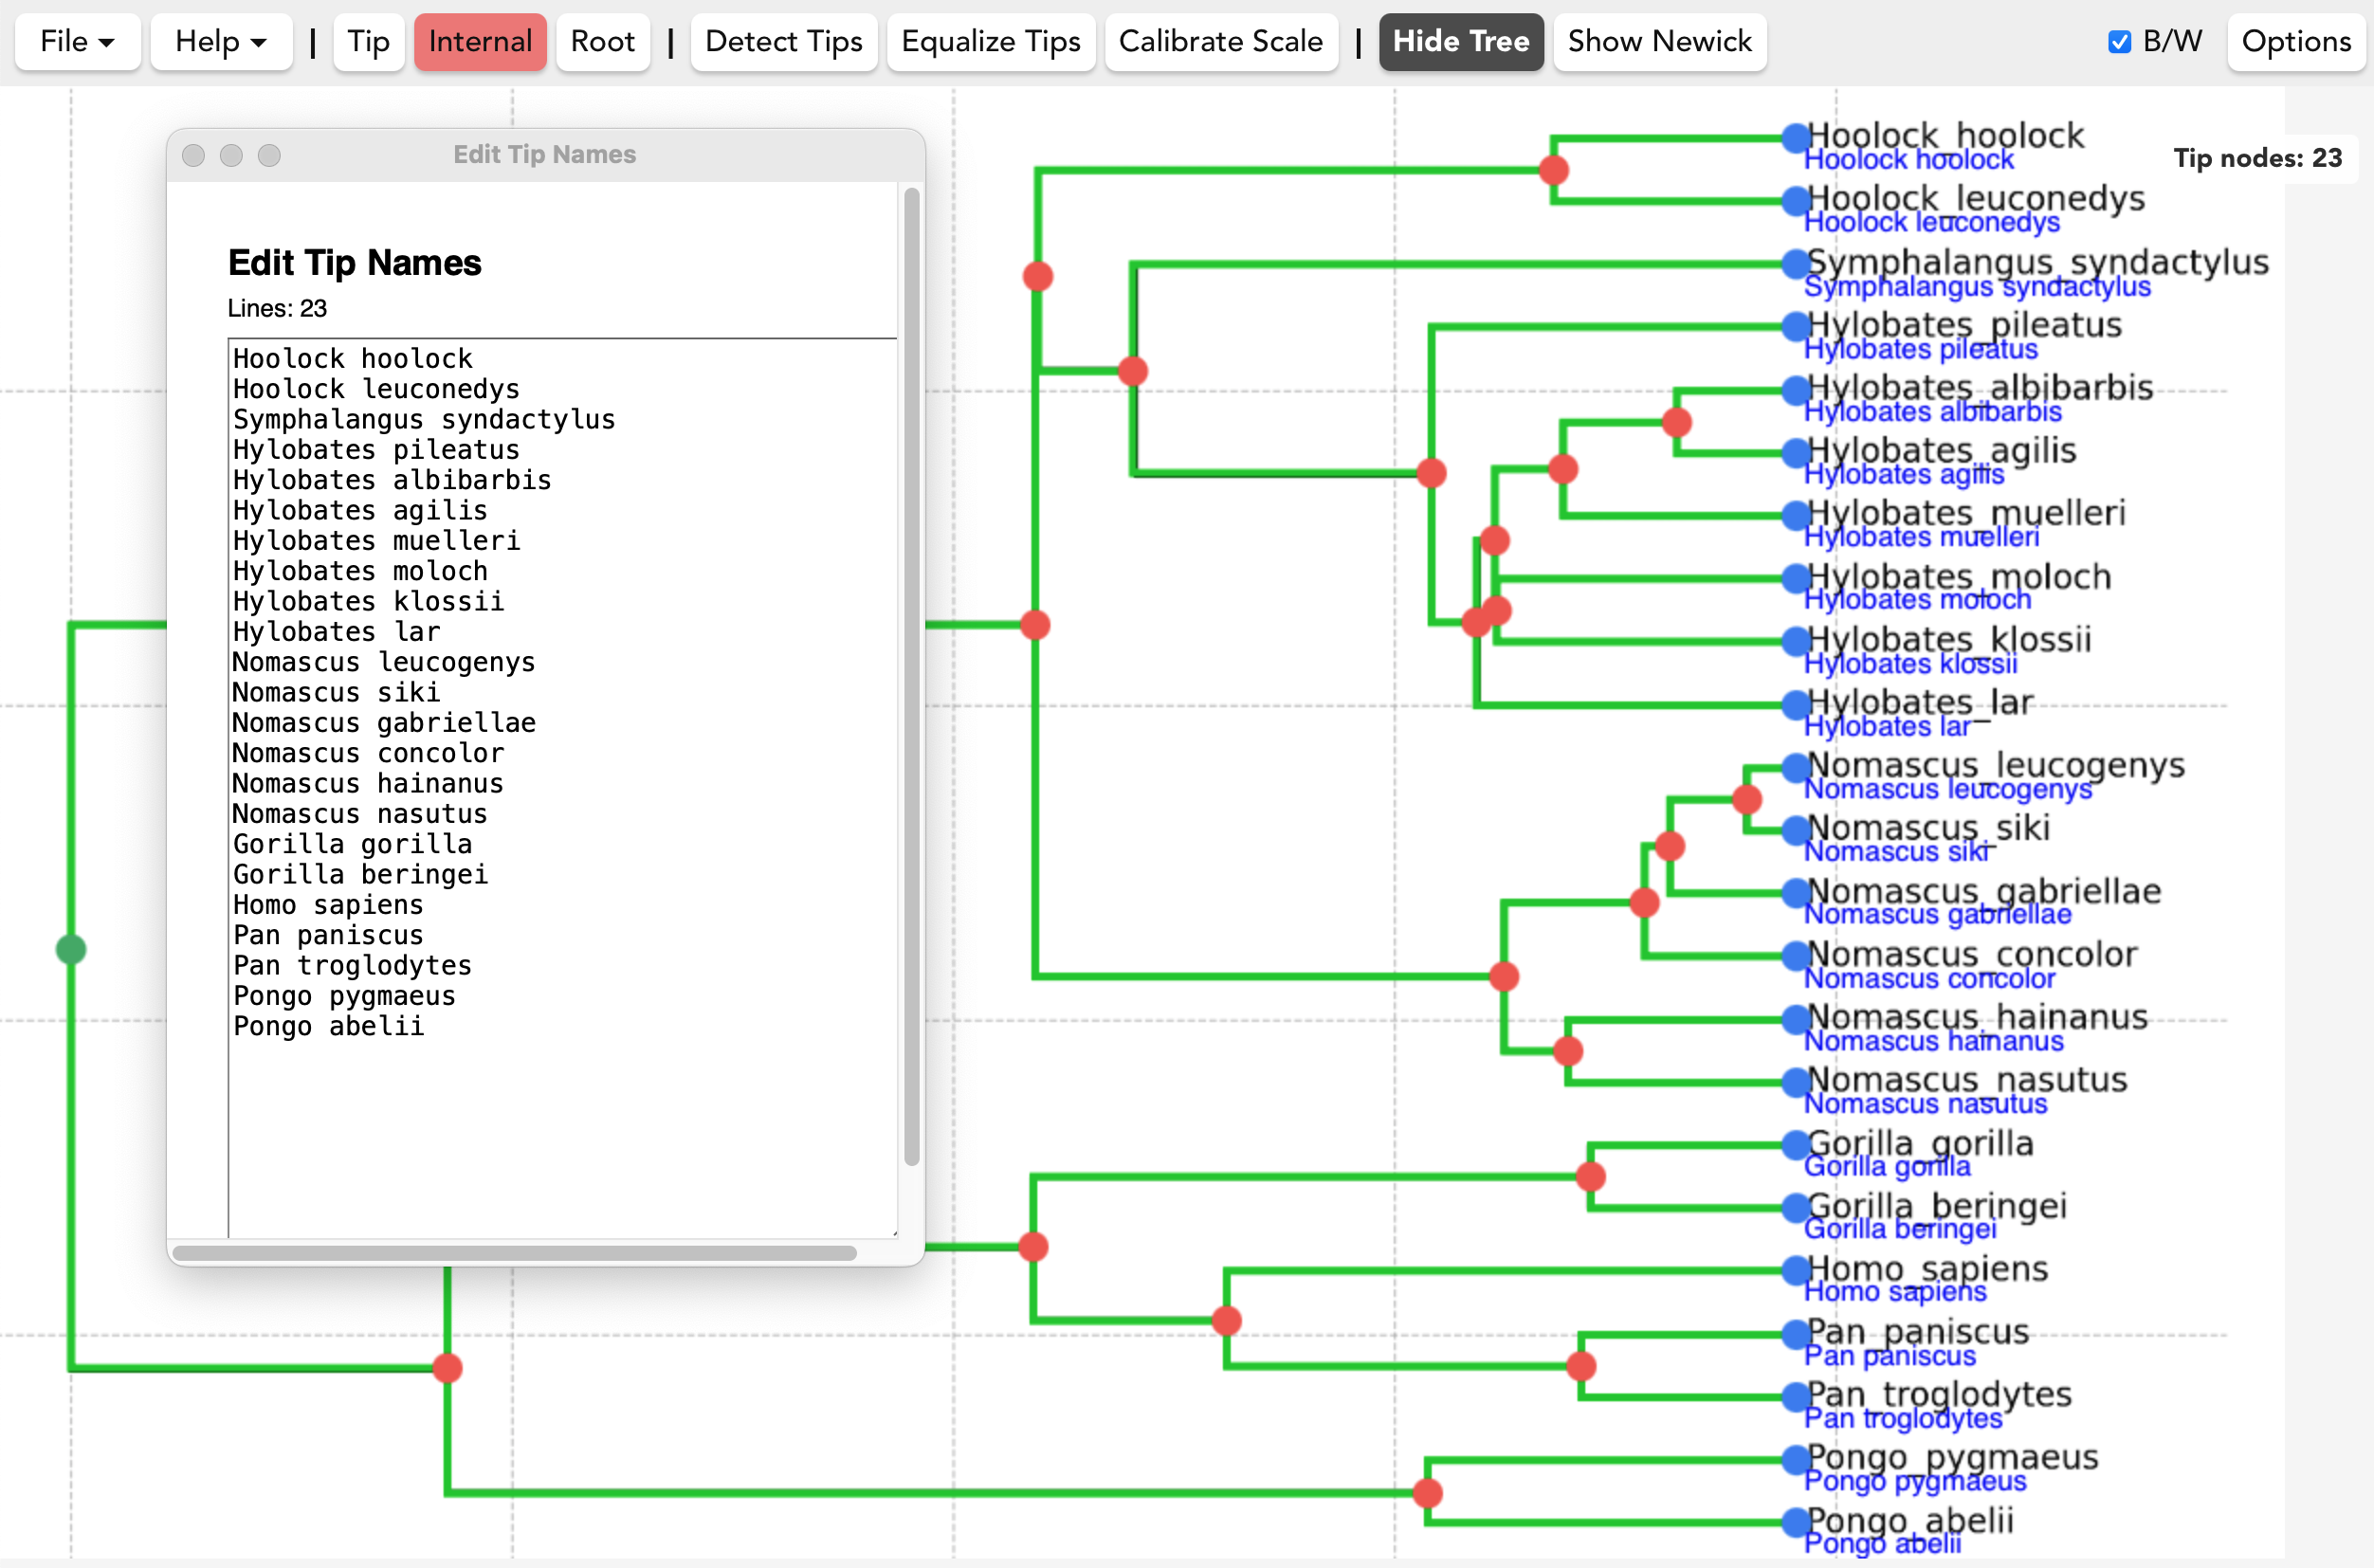 File Help | Tip Internal Root | Detect Tips Equalize Tips Calibrate Scale | Hide Tree Show Newick B/W Options
Tip nodes: 23
Edit Tip Names
Edit Tip Names
Lines: 23
Hoolock hoolock
Hoolock leuconedys
Symphalangus syndactylus
Hylobates pileatus
Hylobates albibarbis
Hylobates agilis
Hylobates muelleri
Hylobates moloch
Hylobates klossii
Hylobates lar
Nomascus leucogenys
Nomascus siki
Nomascus gabriellae
Nomascus concolor
Nomascus hainanus
Nomascus nasutus
Gorilla gorilla
Gorilla beringei
Homo sapiens
Pan paniscus
Pan troglodytes
Pongo pygmaeus
Pongo abelii
Hoolock_hoolock
Hoolock hoolock
Hoolock_leuconedys
Hoolock leuconedys
Symphalangus_syndactylus
Symphalangus syndactylus
Hylobates_pileatus
Hylobates pileatus
Hylobates_albibarbis
Hylobates albibarbis
Hylobates_agilis
Hylobates agilis
Hylobates_muelleri
Hylobates muelleri
Hylobates_moloch
Hylobates moloch
Hylobates_klossii
Hylobates klossii
Hylobates_lar
Hylobates lar
Nomascus_leucogenys
Nomascus leucogenys
Nomascus_siki
Nomascus siki
Nomascus_gabriellae
Nomascus gabriellae
Nomascus_concolor
Nomascus concolor
Nomascus_hainanus
Nomascus hainanus
Nomascus_nasutus
Nomascus nasutus
Gorilla_gorilla
Gorilla gorilla
Gorilla_beringei
Gorilla beringei
Homo_sapiens
Homo sapiens
Pan_paniscus
Pan paniscus
Pan_troglodytes
Pan troglodytes
Pongo_pygmaeus
Pongo pygmaeus
Pongo_abelii
Pongo abelii